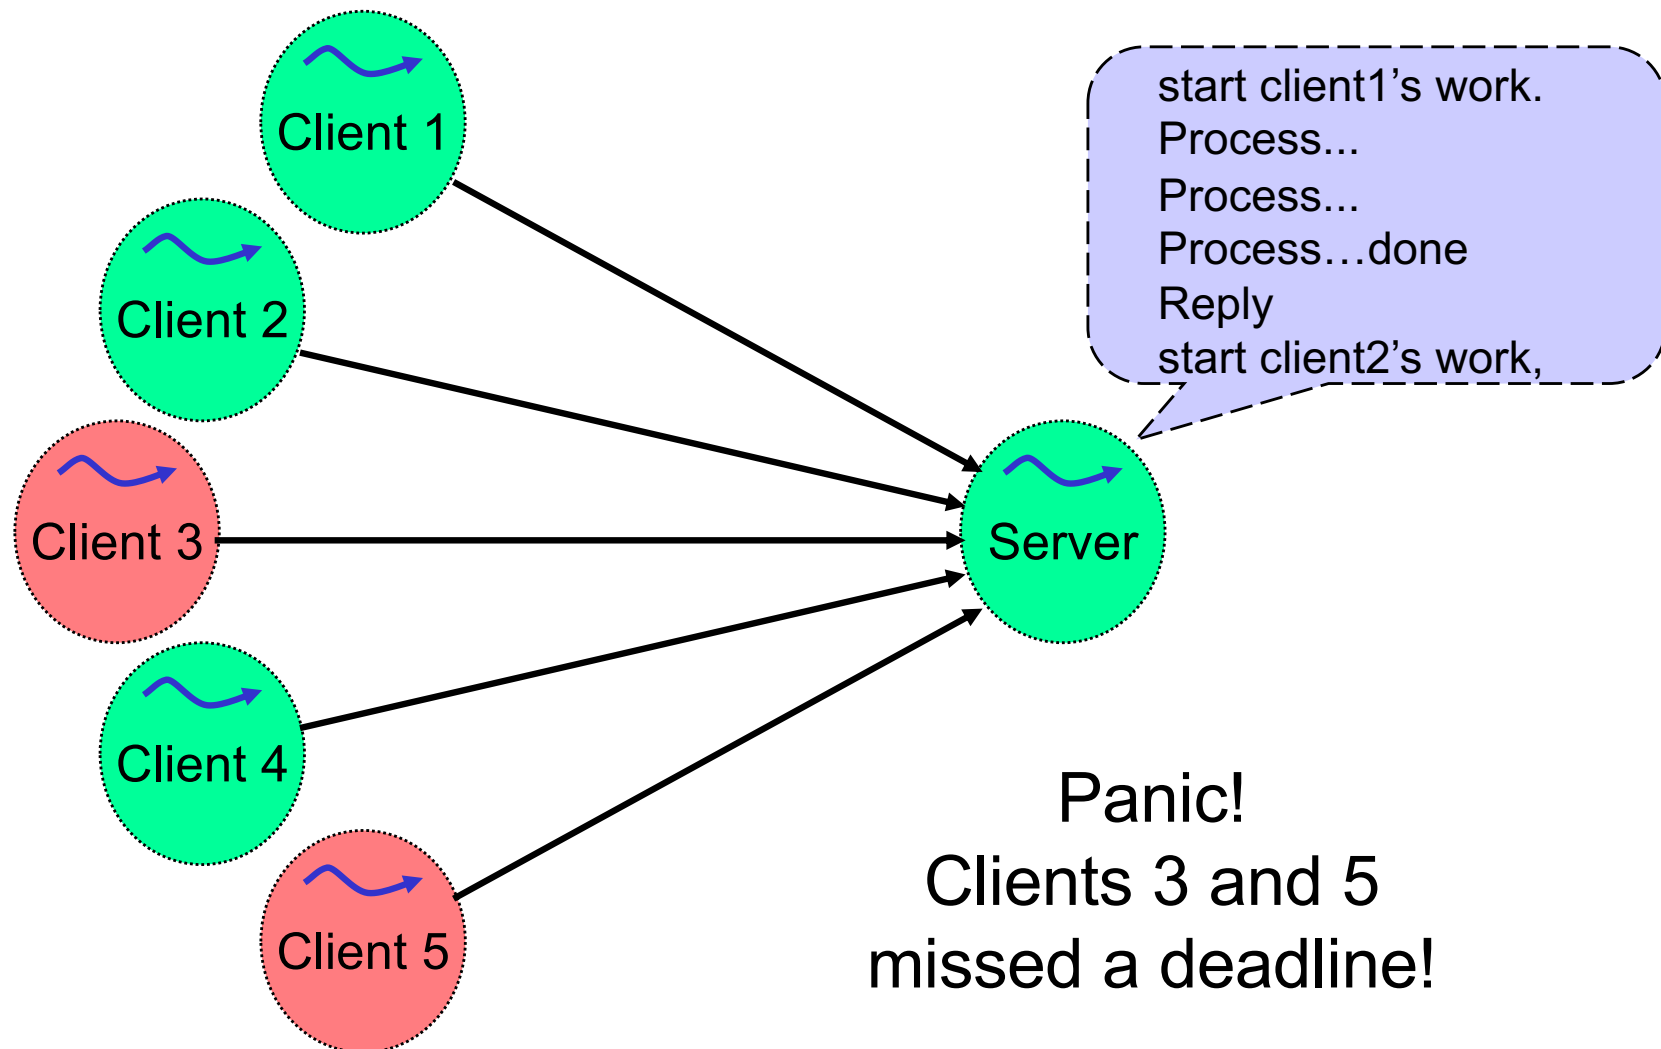 Client 1
Client 2
Client 3
Client 4
Client 5
Server
start client1’s work.
Process...
Process...
Process…done
Reply
start client2’s work,
Panic!
Clients 3 and 5
missed a deadline!